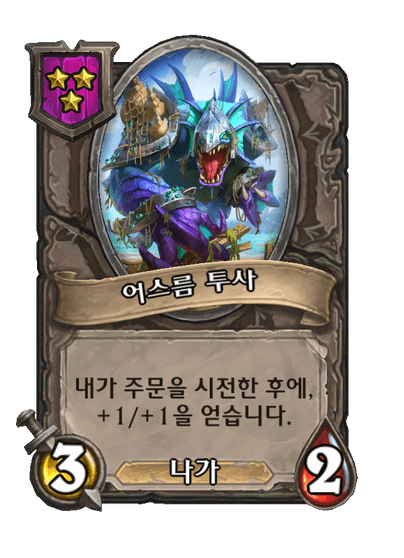 어스름 투사
내가 주문을 시전한 후에,
+1/+1을 얻습니다.
3
나가
2